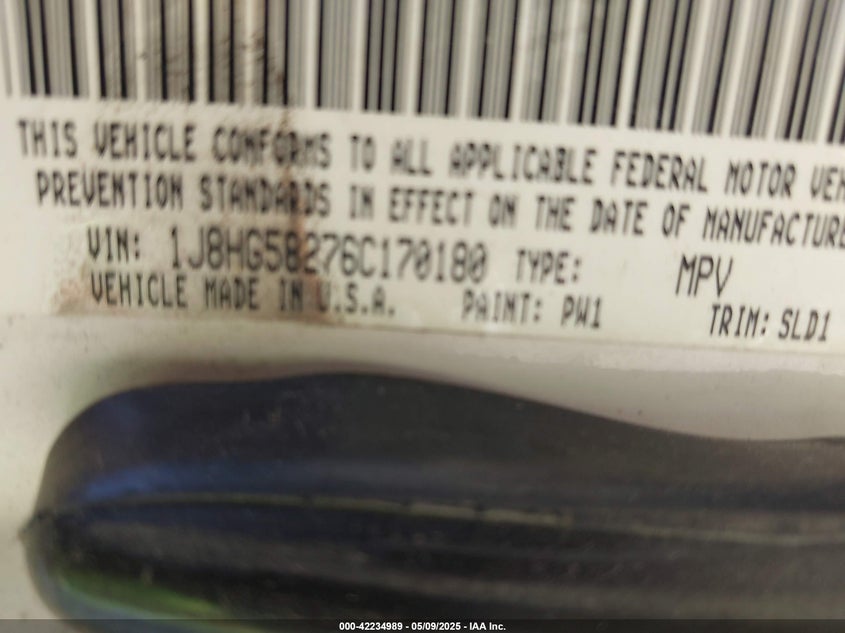 THIS VEHICLE CONFORMS TO ALL APPLICABLE FEDERAL MOTOR VEH
PREVENTION STANDARDS IN EFFECT ON THE DATE OF MANUFACTURE
VIN: 1J8HG58276C170180 TYPE: MPV
VEHICLE MADE IN U.S.A. PAINT: PW1 TRIM: SLD1
000-42234989 - 05/09/2025 - IAA Inc.